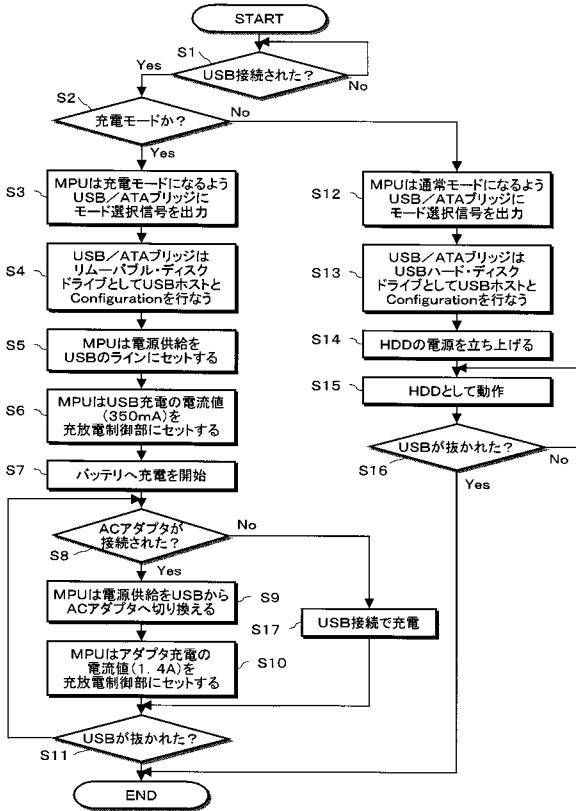 START
S1
USB接続された?
Yes
No
S2
充電モードか?
No
Yes
S3
MPUは充電モードになるよう
USB/ATAブリッジに
モード選択信号を出力
S4
USB/ATAブリッジは
リムーバブル・ディスク
ドライブとしてUSBホストと
Configurationを行なう
S5
MPUは電源供給を
USBのラインにセットする
S6
MPUはUSB充電の電流値
(350mA)を
充放電制御部にセットする
S7
バッテリへ充電を開始
S8
ACアダプタが
接続された?
No
Yes
S9
MPUは電源供給をUSBから
ACアダプタへ切り換える
S10
MPUはアダプタ充電の
電流値(1.4A)を
充放電制御部にセットする
S17
USB接続で充電
S11
USBが抜かれた?
END
S12
MPUは通常モードになるよう
USB/ATAブリッジに
モード選択信号を出力
S13
USB/ATAブリッジは
USBハード・ディスク
ドライブとしてUSBホストと
Configurationを行なう
S14
HDDの電源を立ち上げる
S15
HDDとして動作
S16
USBが抜かれた?
No
Yes